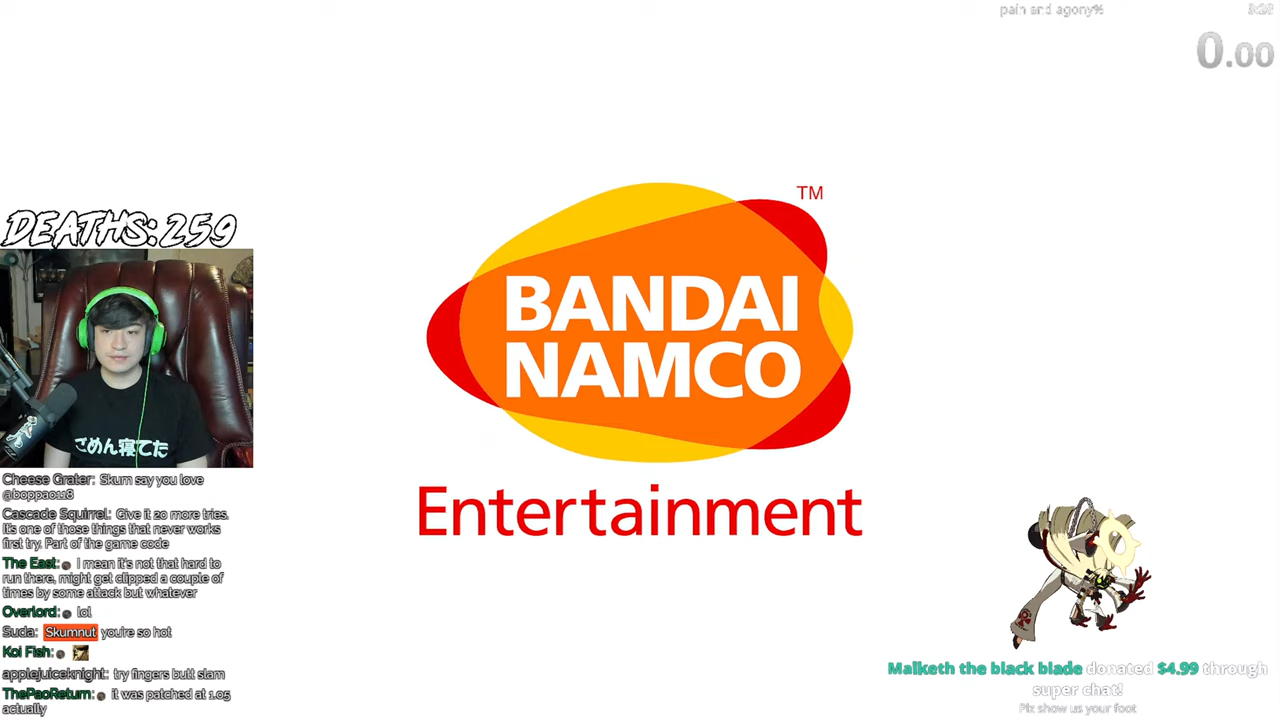 pain and agony%
3:28
0.00
TM
DEATHS: 259
BANDAI
NAMCO
Entertainment
ごめん寝てた
Cheese Grater: Skum say you love
@boppa0118
Cascade Squirrel: Give it 20 more tries.
It's one of those things that never works
first try. Part of the game code
The East: I mean it's not that hard to
run there, might get clipped a couple of
times by some attack but whatever
Overlord: lol
Suda: Skumnut you're so hot
Koi Fish:
applejuiceknight: try fingers butt slam
ThePaoReturn: it was patched at 1.05
actually
Malketh the black blade donated $4.99 through
super chat!
Plz show us your foot